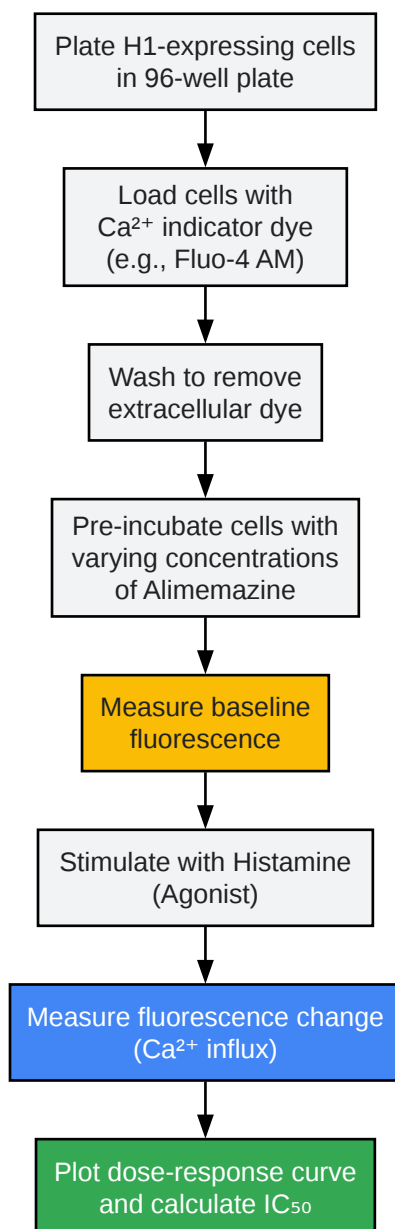 Plate H1-expressing cells
in 96-well plate
Load cells with
Ca²⁺ indicator dye
(e.g., Fluo-4 AM)
Wash to remove
extracellular dye
Pre-incubate cells with
varying concentrations
of Alimemazine
Measure baseline
fluorescence
Stimulate with Histamine
(Agonist)
Measure fluorescence change
(Ca²⁺ influx)
Plot dose-response curve
and calculate IC₅₀